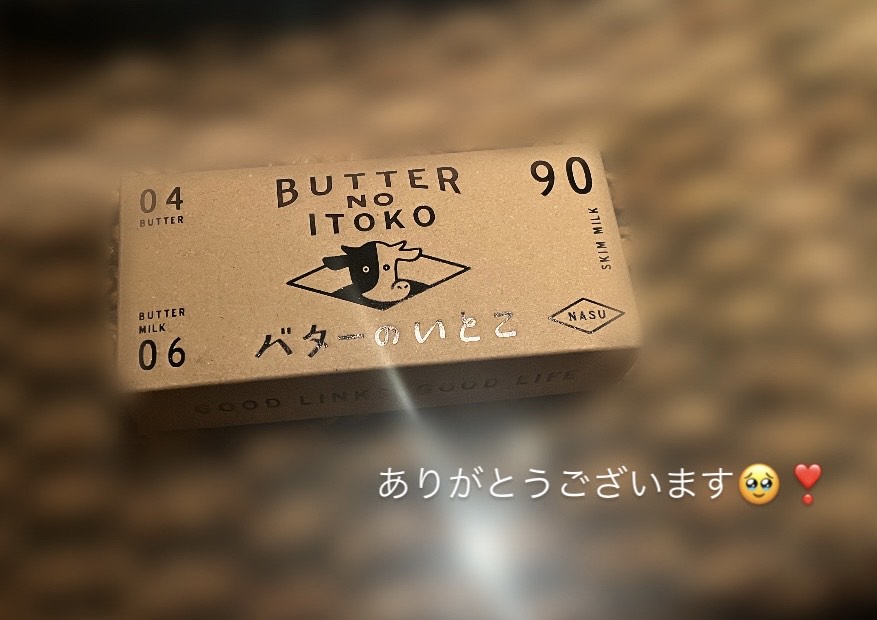 04
BUTTER
BUTTER
NO
ITOKO
90
SKIM MILK
BUTTER
MILK
06
バターのいとこ
NASU
GOOD LINKS GOOD LIFE
ありがとうございます🥹❣️